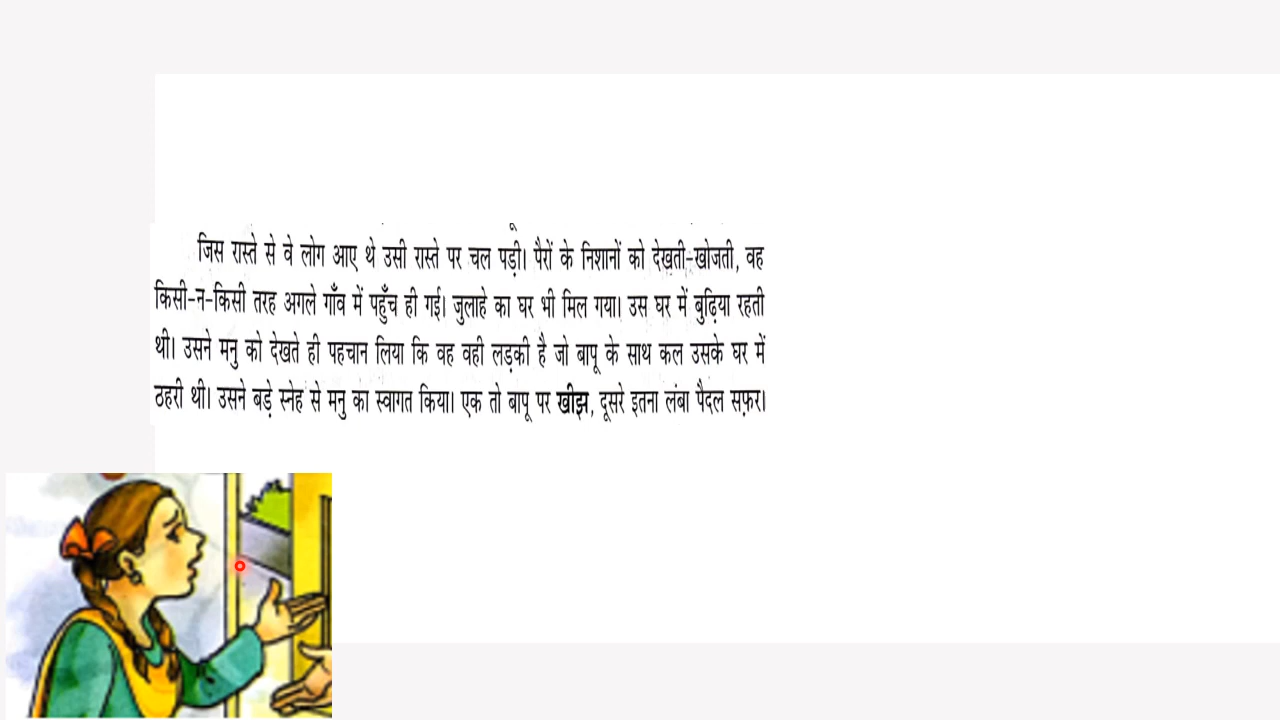 जिस रास्ते से वे लोग आए थे उसी रास्ते पर चल पड़ी। पैरों के निशानों को देखती-खोजती, वह
किसी-न-किसी तरह अगले गाँव में पहुँच ही गई। जुलाहे का घर भी मिल गया। उस घर में बुढ़िया रहती
थी। उसने मनु को देखते ही पहचान लिया कि वह वही लड़की है जो बापू के साथ कल उसके घर में
ठहरी थी। उसने बड़े स्नेह से मनु का स्वागत किया। एक तो बापू पर खीझ, दूसरे इतना लंबा पैदल सफ़र।